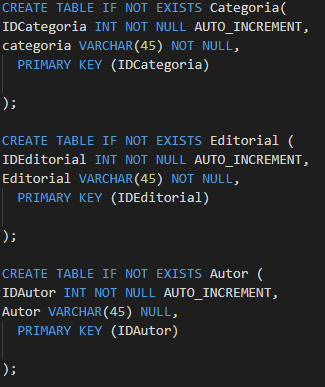 CREATE TABLE IF NOT EXISTS Categoria(
IDCategoria INT NOT NULL AUTO_INCREMENT,
categoria VARCHAR(45) NOT NULL,
PRIMARY KEY (IDCategoria)
);
CREATE TABLE IF NOT EXISTS Editorial (
IDEditorial INT NOT NULL AUTO_INCREMENT,
Editorial VARCHAR(45) NOT NULL,
PRIMARY KEY (IDEditorial)
);
CREATE TABLE IF NOT EXISTS Autor (
IDAutor INT NOT NULL AUTO_INCREMENT,
Autor VARCHAR(45) NULL,
PRIMARY KEY (IDAutor)
);